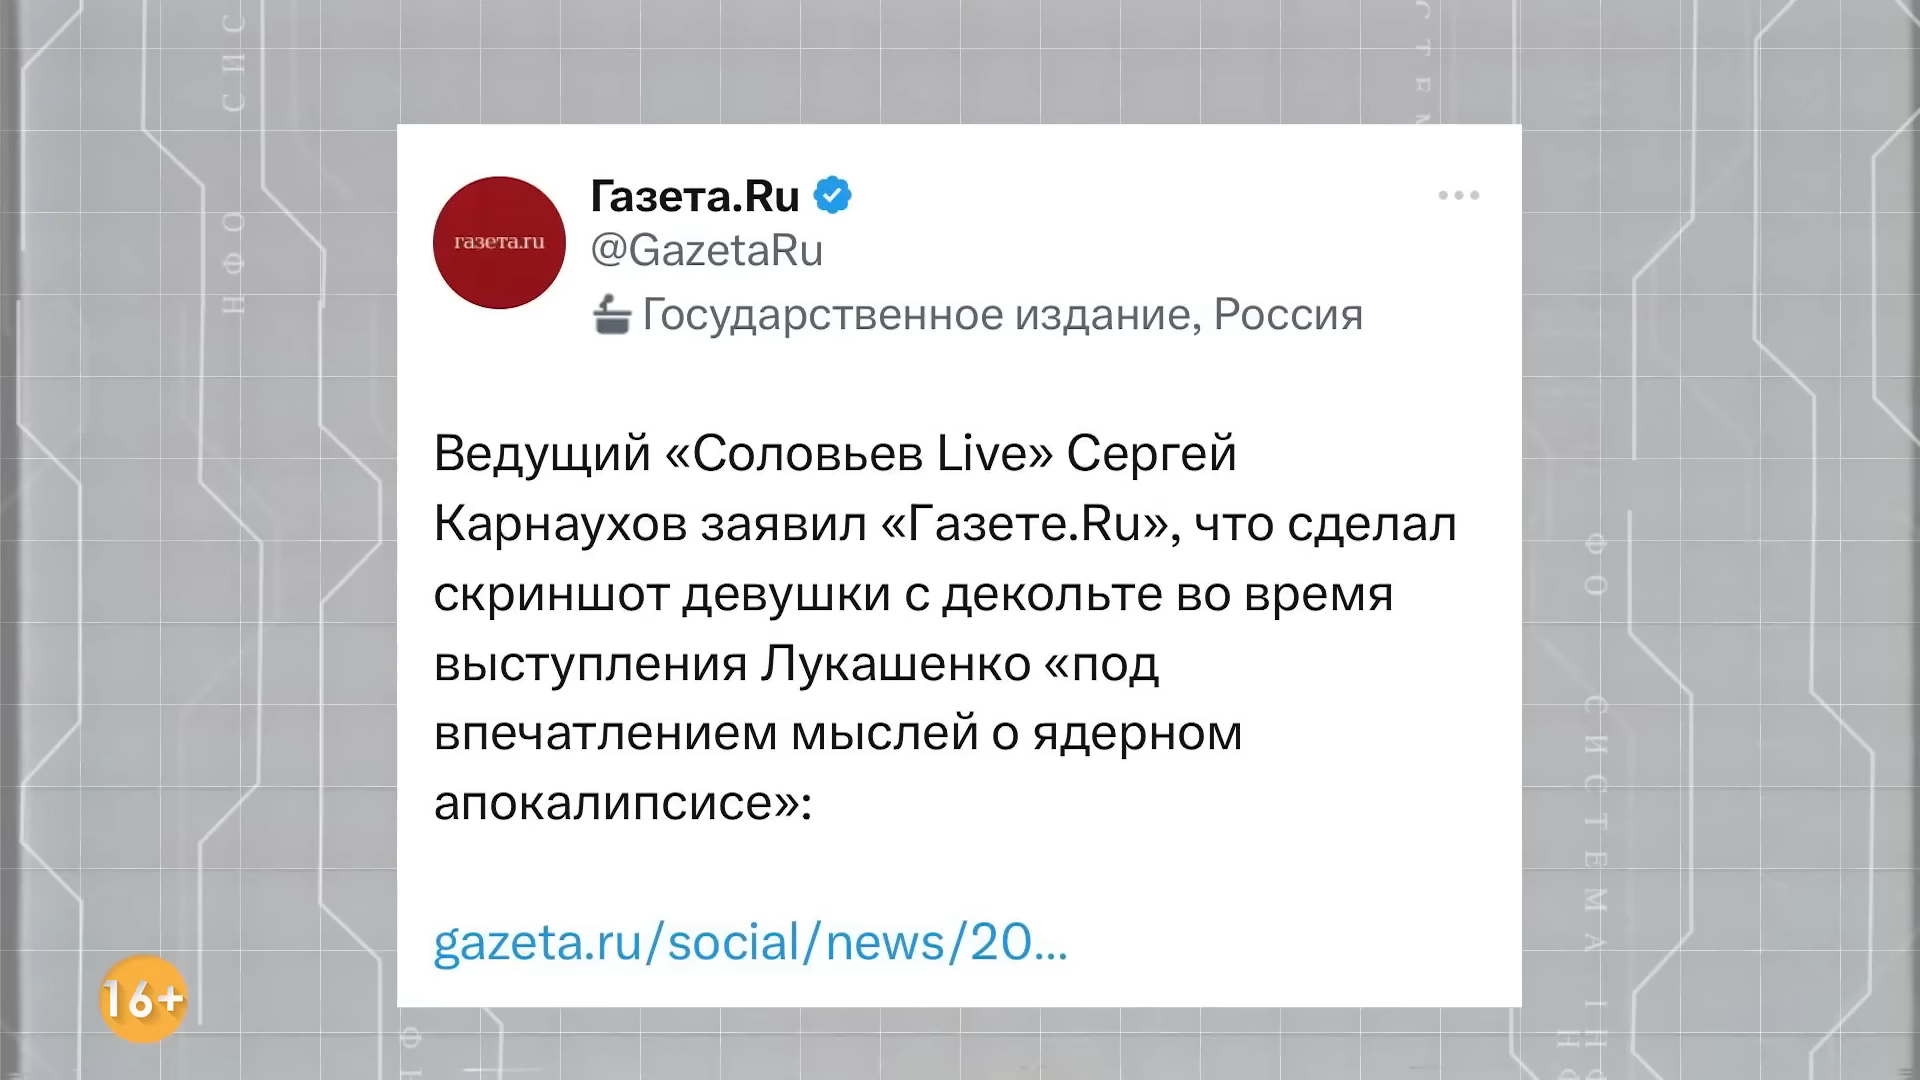 газета.ru
Газета.Ru
@GazetaRu
Государственное издание, Россия
Ведущий «Соловьев Live» Сергей
Карнаухов заявил «Газете.Ru», что сделал
скриншот девушки с декольте во время
выступления Лукашенко «под
впечатлением мыслей о ядерном
апокалипсисе»:
gazeta.ru/social/news/20...
16+